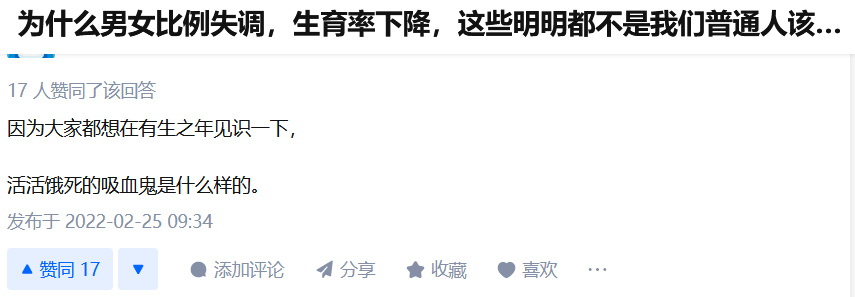 为什么男女比例失调，生育率下降，这些明明都不是我们普通人该…
17 人赞同了该回答
因为大家都想在有生之年见识一下，
活活饿死的吸血鬼是什么样的。
发布于 2022-02-25 09:34
赞同 17 添加评论 分享 收藏 喜欢 ···